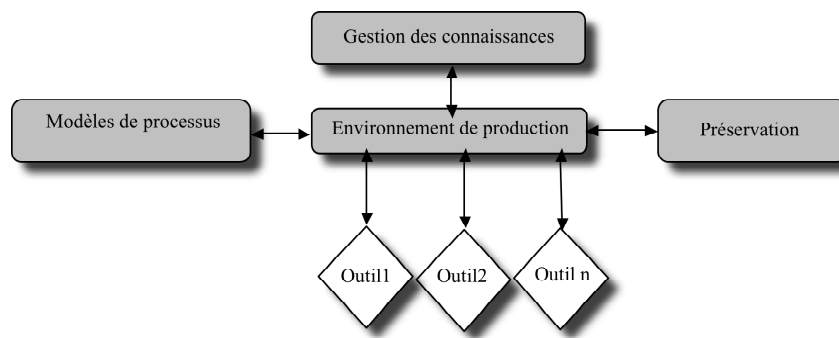 Gestion des connaissances
Modèles de processus
Environnement de production
Préservation
Outil1
Outil2
Outil n